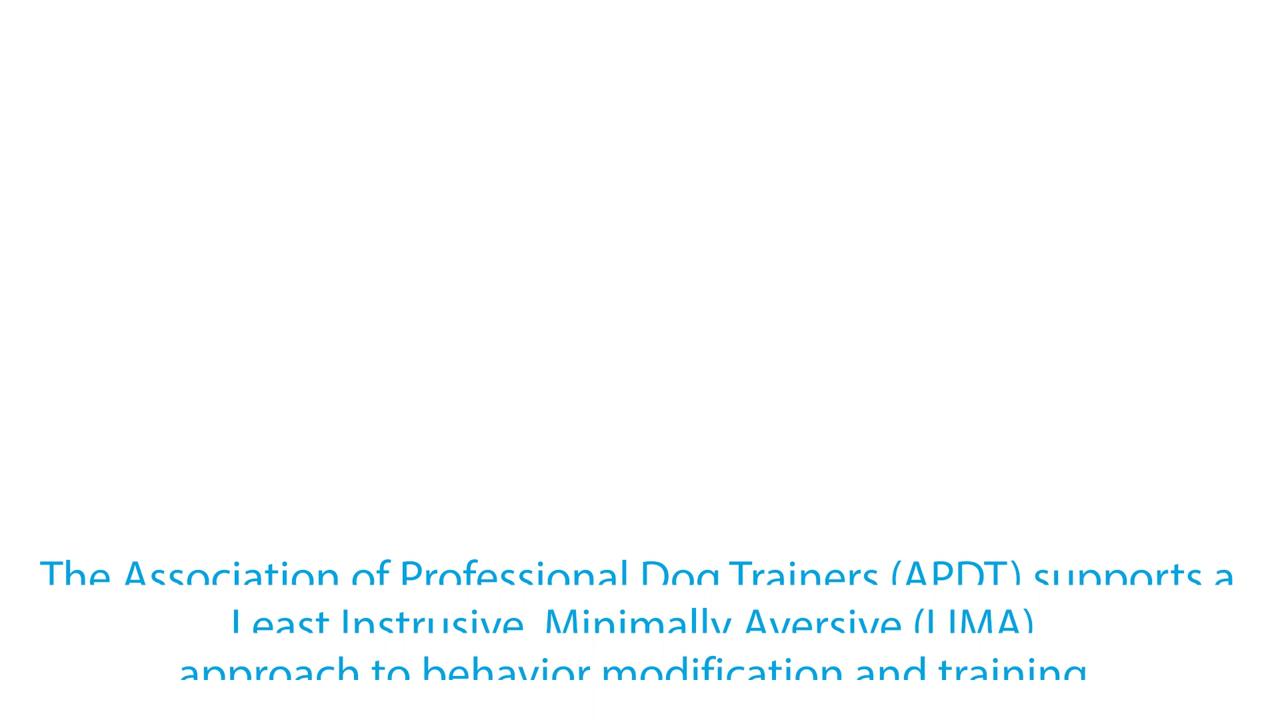 The Association of Professional Dog Trainers (APDT) supports a
Least Instrusive, Minimally Aversive (LIMA)
approach to behavior modification and training